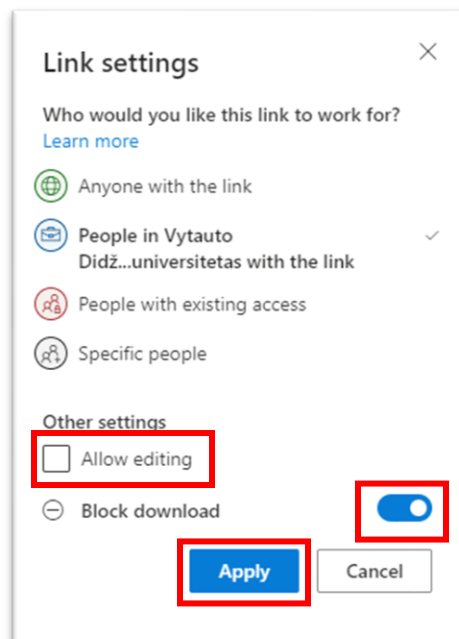 Link settings
Who would you like this link to work for?
Learn more
Anyone with the link
People in Vytauto
Didž...universitetas with the link
People with existing access
Specific people
Other settings
Allow editing
Block download
Apply
Cancel